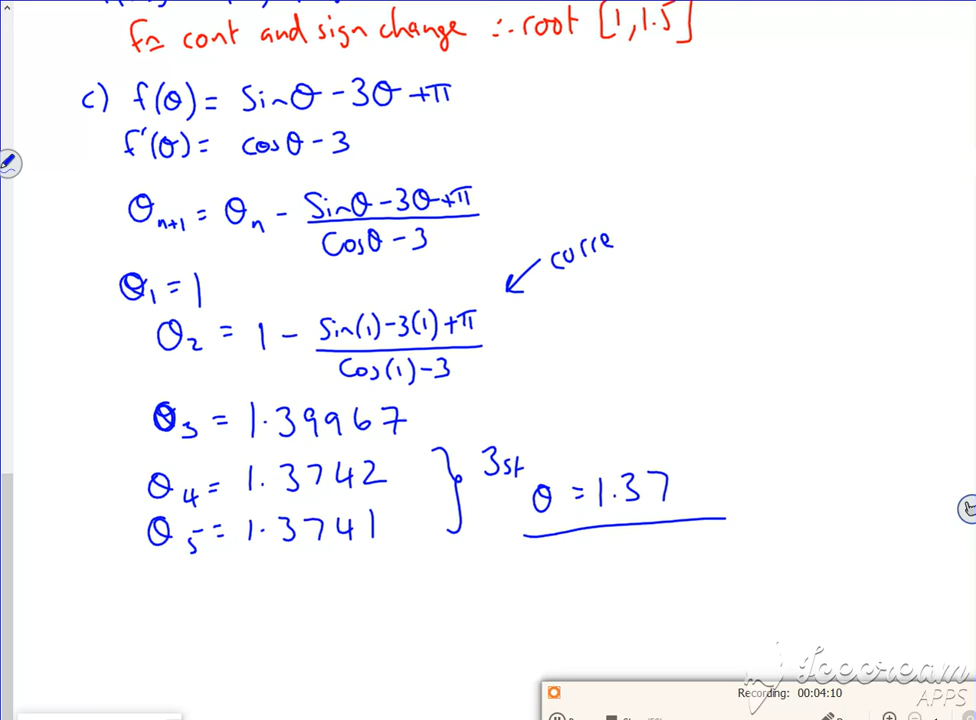 fn cont and sign change ∴ root [1,1.5]
c) f(θ) = Sinθ - 3θ + π
f'(θ) = cosθ - 3
θn+1 = θn - (Sinθ - 3θ + π)/(Cosθ - 3)
corre
θ1 = 1
θ2 = 1 - (Sin(1) - 3(1) + π)/(Cos(1) - 3)
θ3 = 1.39967
θ4 = 1.3742
θ5 = 1.3741
3sf
θ = 1.37
Icecream
APPS
Recording: 00:04:10